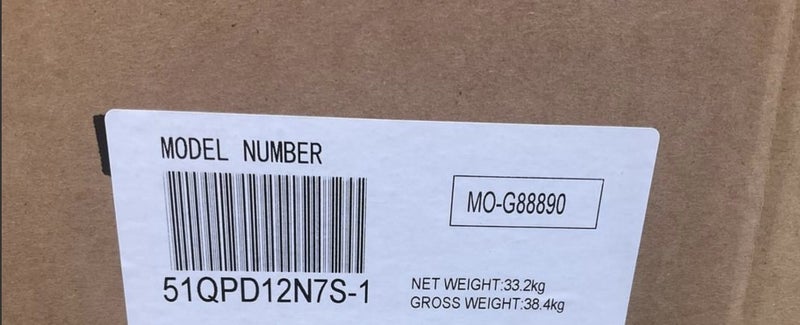 MODEL NUMBER
MO-G88890
51QPD12N7S-1
NET WEIGHT:33.2kg
GROSS WEIGHT:38.4kg